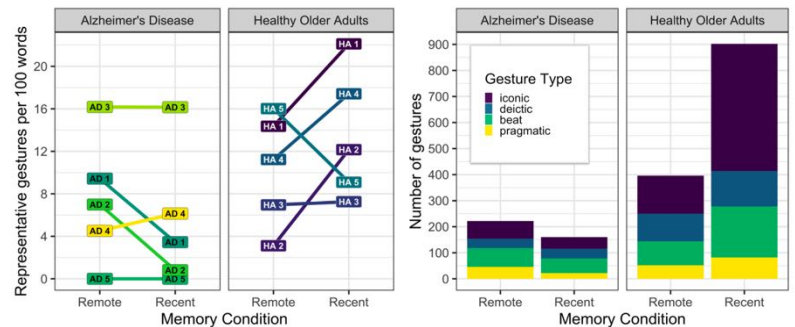 Alzheimer's Disease
Healthy Older Adults
Representative gestures per 100 words
20
16
12
8
4
0
AD 3
AD 3
AD 1
AD 2
AD 4
AD 4
AD 1
AD 2
AD 5
AD 5
HA 1
HA 4
HA 5
HA 1
HA 4
HA 2
HA 5
HA 3
HA 3
HA 2
Remote
Recent
Remote
Recent
Memory Condition
Alzheimer's Disease
Healthy Older Adults
Number of gestures
900
800
700
600
500
400
300
200
100
0
Gesture Type
iconic
deictic
beat
pragmatic
Remote
Recent
Remote
Recent
Memory Condition